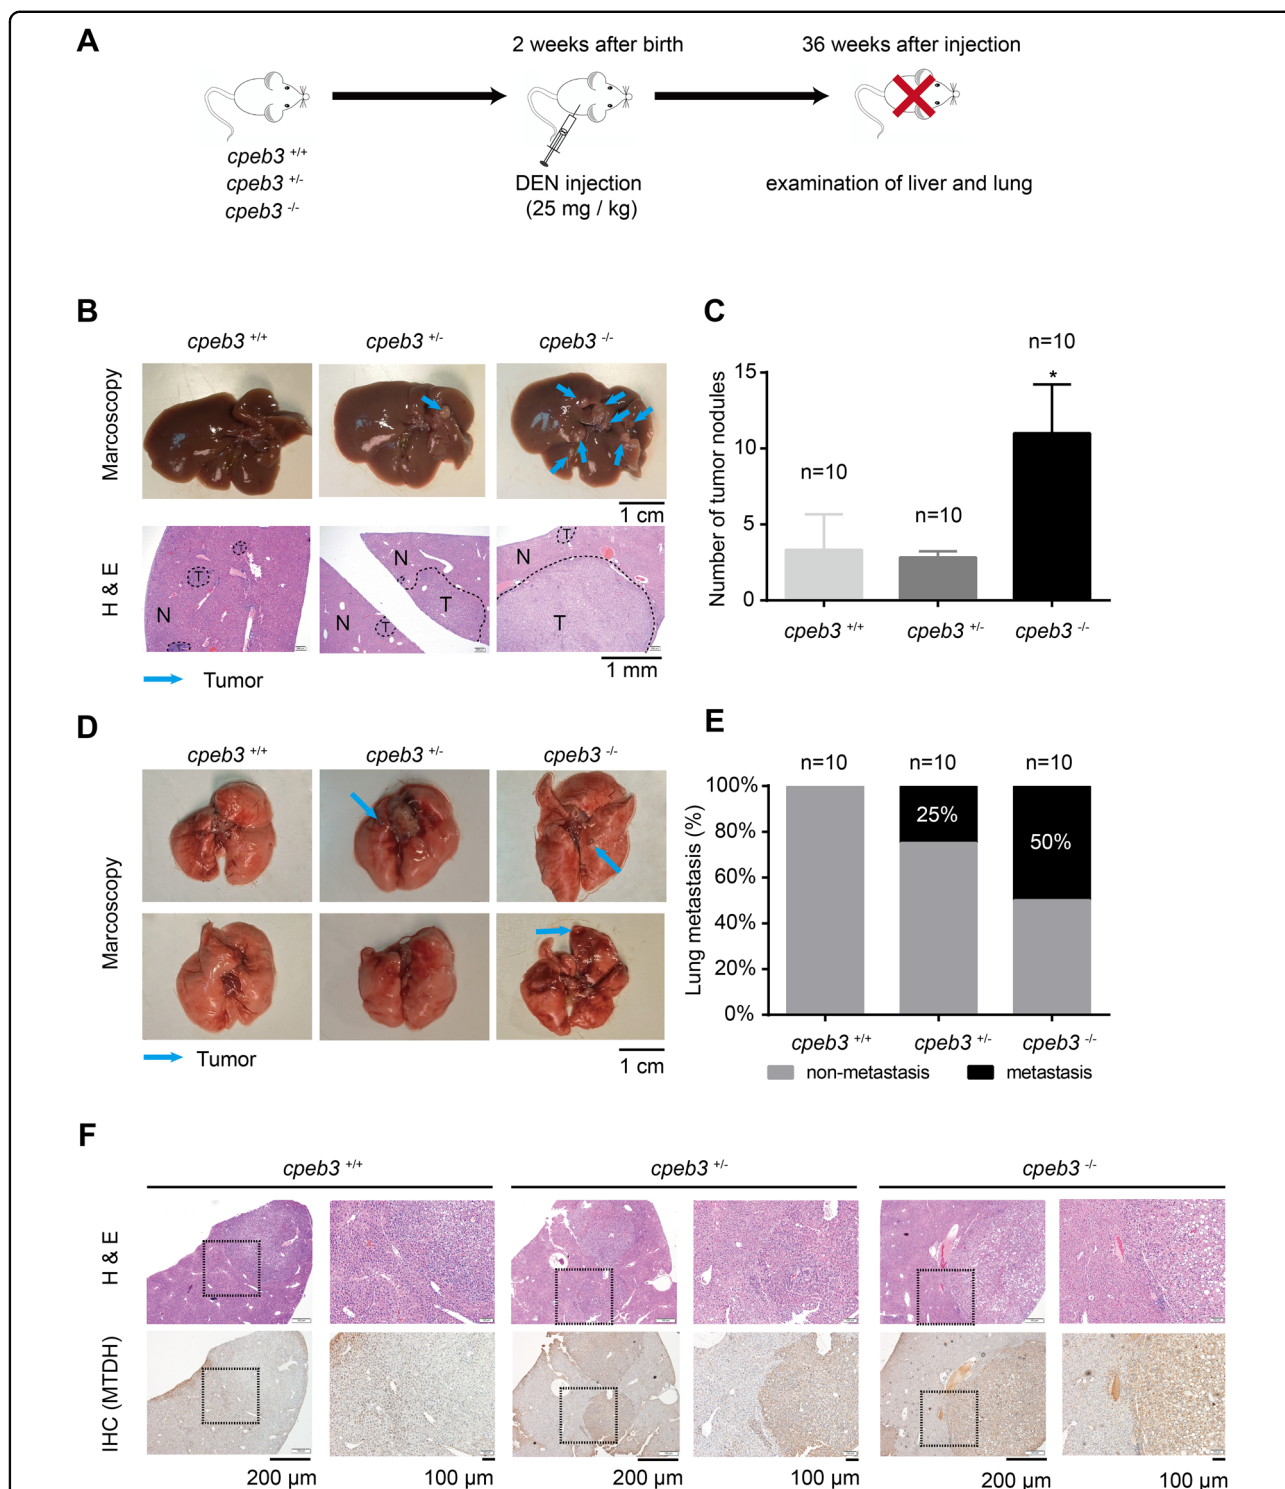 A
2 weeks after birth
36 weeks after injection
cpeb3 +/+
cpeb3 +/-
cpeb3 -/-
DEN injection
(25 mg / kg)
examination of liver and lung
B
cpeb3 +/+
cpeb3 +/-
cpeb3 -/-
Marcoscopy
1 cm
H & E
N
T
T
T
N
N
T
T
N
T
T
1 mm
Tumor
C
Number of tumor nodules
15
10
5
0
n=10
n=10
n=10
*
cpeb3 +/+
cpeb3 +/-
cpeb3 -/-
D
cpeb3 +/+
cpeb3 +/-
cpeb3 -/-
Marcoscopy
Tumor
1 cm
E
n=10
n=10
n=10
Lung metastasis (%)
100%
80%
60%
40%
20%
0%
25%
50%
cpeb3 +/+
cpeb3 +/-
cpeb3 -/-
non-metastasis
metastasis
F
cpeb3 +/+
cpeb3 +/-
cpeb3 -/-
H & E
IHC (MTDH)
200 µm
100 µm
200 µm
100 µm
200 µm
100 µm